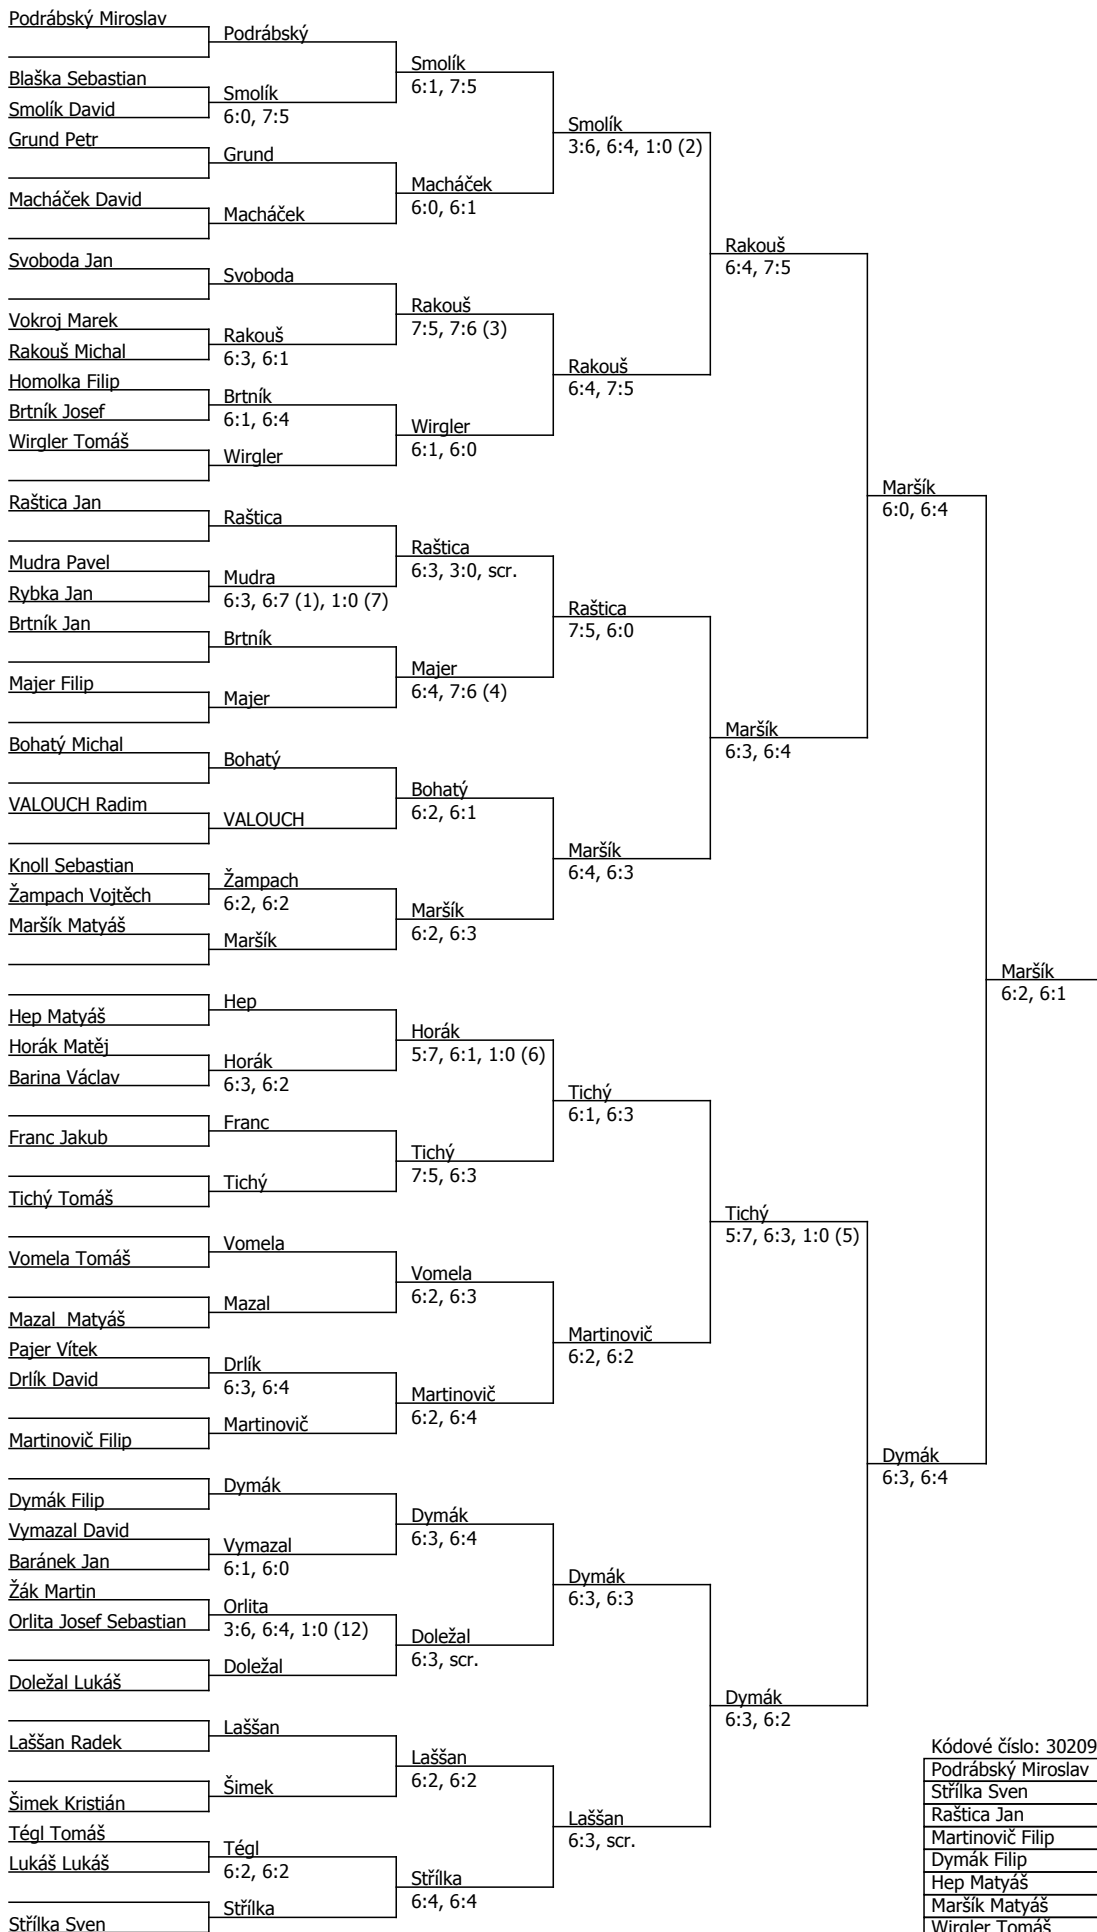 Podrábský Miroslav
Blaška Sebastian
Smolík David
Grund Petr
Macháček David
Svoboda Jan
Vokroj Marek
Rakouš Michal
Homolka Filip
Brtník Josef
Wirgler Tomáš
Raštica Jan
Mudra Pavel
Rybka Jan
Brtník Jan
Majer Filip
Bohatý Michal
VALOUCH Radim
Knoll Sebastian
Žampach Vojtěch
Maršík Matyáš
Hep Matyáš
Horák Matěj
Barina Václav
Franc Jakub
Tichý Tomáš
Vomela Tomáš
Mazal  Matyáš
Pajer Vítek
Drlík David
Martinovič Filip
Dymák Filip
Vymazal David
Baránek Jan
Žák Martin
Orlita Josef Sebastian
Doležal Lukáš
Laššan Radek
Šimek Kristián
Tégl Tomáš
Lukáš Lukáš
Střílka Sven
Podrábský
Smolík
6:0, 7:5
Grund
Macháček
Svoboda
Rakouš
6:3, 6:1
Brtník
6:1, 6:4
Wirgler
Raštica
Mudra
6:3, 6:7 (1), 1:0 (7)
Brtník
Majer
Bohatý
VALOUCH
Žampach
6:2, 6:2
Maršík
Hep
Horák
6:3, 6:2
Franc
Tichý
Vomela
Mazal
Drlík
6:3, 6:4
Martinovič
Dymák
Vymazal
6:1, 6:0
Orlita
3:6, 6:4, 1:0 (12)
Doležal
Laššan
Šimek
Tégl
6:2, 6:2
Střílka
Smolík
6:1, 7:5
Macháček
6:0, 6:1
Rakouš
7:5, 7:6 (3)
Wirgler
6:1, 6:0
Raštica
6:3, 3:0, scr.
Majer
6:4, 7:6 (4)
Bohatý
6:2, 6:1
Maršík
6:2, 6:3
Horák
5:7, 6:1, 1:0 (6)
Tichý
7:5, 6:3
Vomela
6:2, 6:3
Martinovič
6:2, 6:4
Dymák
6:3, 6:4
Doležal
6:3, scr.
Laššan
6:2, 6:2
Střílka
6:4, 6:4
Smolík
3:6, 6:4, 1:0 (2)
Rakouš
6:4, 7:5
Raštica
7:5, 6:0
Maršík
6:4, 6:3
Tichý
6:1, 6:3
Martinovič
6:2, 6:2
Dymák
6:3, 6:3
Laššan
6:3, scr.
Rakouš
6:4, 7:5
Maršík
6:3, 6:4
Tichý
5:7, 6:3, 1:0 (5)
Dymák
6:3, 6:2
Maršík
6:0, 6:4
Dymák
6:3, 6:4
Maršík
6:2, 6:1
Kódové číslo: 30209
Podrábský Miroslav
Střílka Sven
Raštica Jan
Martinovič Filip
Dymák Filip
Hep Matyáš
Maršík Matyáš
Wirgler Tomáš